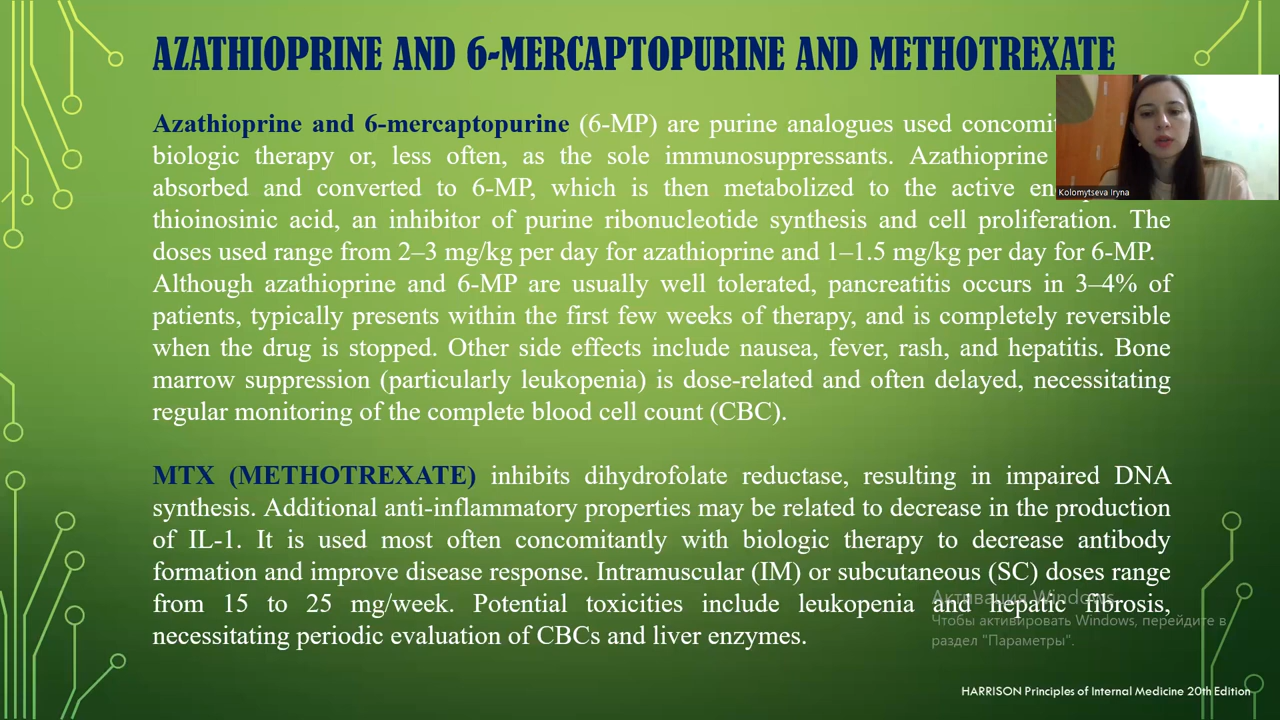 AZATHIOPRINE AND 6-MERCAPTOPURINE AND METHOTREXATE
Azathioprine and 6-mercaptopurine (6-MP) are purine analogues used
biologic therapy or, less often, as the sole immunosuppressants. Azathioprine
absorbed and converted to 6-MP, which is then metabolized to the active
Kolomytseva Iryna
thioinosinic acid, an inhibitor of purine ribonucleotide synthesis and cell proliferation. The
doses used range from 2–3 mg/kg per day for azathioprine and 1–1.5 mg/kg per day for 6-MP.
Although azathioprine and 6-MP are usually well tolerated, pancreatitis occurs in 3–4% of
patients, typically presents within the first few weeks of therapy, and is completely reversible
when the drug is stopped. Other side effects include nausea, fever, rash, and hepatitis. Bone
marrow suppression (particularly leukopenia) is dose-related and often delayed, necessitating
regular monitoring of the complete blood cell count (CBC).
MTX (METHOTREXATE) inhibits dihydrofolate reductase, resulting in impaired DNA
synthesis. Additional anti-inflammatory properties may be related to decrease in the production
of IL-1. It is used most often concomitantly with biologic therapy to decrease antibody
formation and improve disease response. Intramuscular (IM) or subcutaneous (SC) doses range
from 15 to 25 mg/week. Potential toxicities include leukopenia and hepatic fibrosis,
necessitating periodic evaluation of CBCs and liver enzymes.
Активация Windows
Чтобы активировать Windows, перейдите в
раздел "Параметры".
HARRISON Principles of Internal Medicine 20th Edition